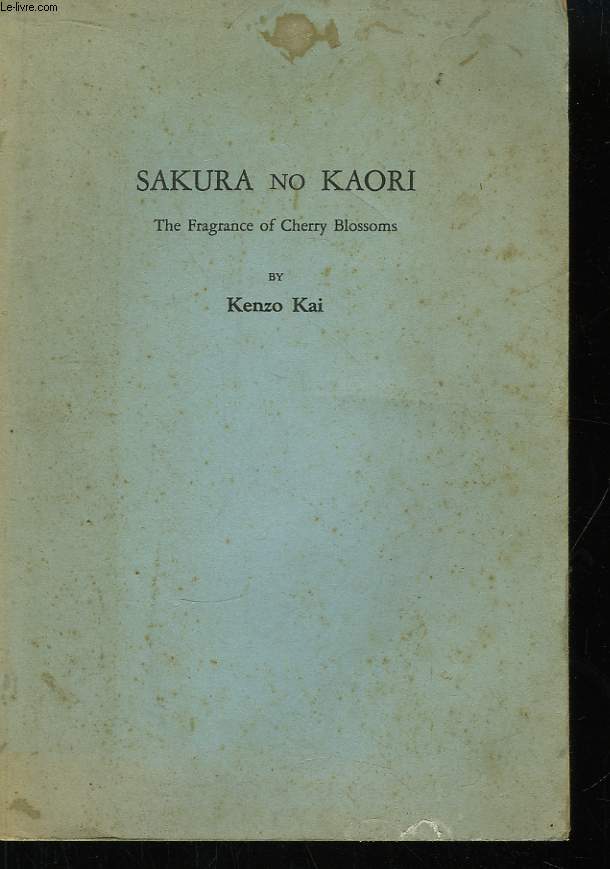 Le-livre.com
SAKURA NO KAORI
The Fragrance of Cherry Blossoms
BY
Kenzo Kai